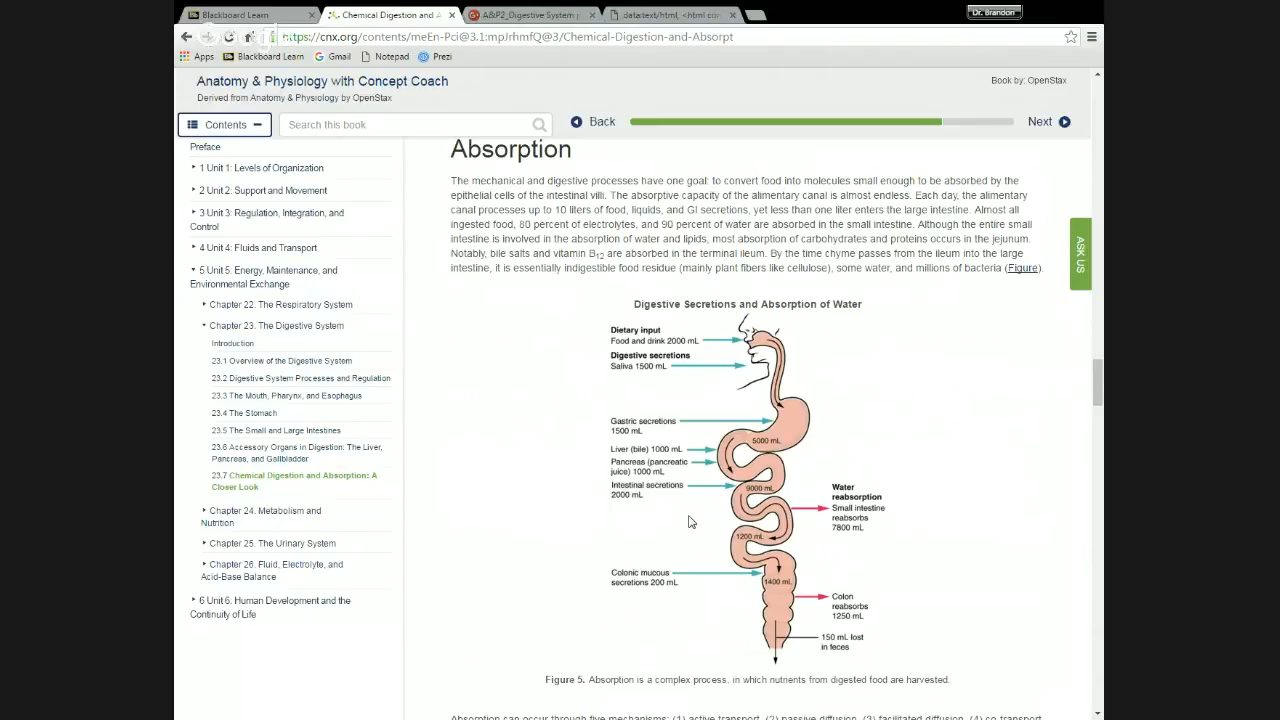 Blackboard Learn
Chemical Digestion and A
A&P2_Digestive System
data:text/html, <html con
Dr. Brandon
https://cnx.org/contents/meEn-Pci@3.1:mpJrhmfQ@3/Chemical-Digestion-and-Absorpt
Apps Blackboard Learn Gmail Notepad Prezi
Anatomy & Physiology with Concept Coach
Book by: OpenStax
Derived from Anatomy & Physiology by OpenStax
Contents
Search this book
Back
Next
Preface
1 Unit 1: Levels of Organization
2 Unit 2: Support and Movement
3 Unit 3: Regulation, Integration, and
Control
4 Unit 4: Fluids and Transport
5 Unit 5: Energy, Maintenance, and
Environmental Exchange
Chapter 22. The Respiratory System
Chapter 23. The Digestive System
Introduction
23.1 Overview of the Digestive System
23.2 Digestive System Processes and Regulation
23.3 The Mouth, Pharynx, and Esophagus
23.4 The Stomach
23.5 The Small and Large Intestines
23.6 Accessory Organs in Digestion: The Liver,
Pancreas, and Gallbladder
23.7 Chemical Digestion and Absorption: A
Closer Look
Chapter 24. Metabolism and
Nutrition
Chapter 25. The Urinary System
Chapter 26. Fluid, Electrolyte, and
Acid-Base Balance
6 Unit 6: Human Development and the
Continuity of Life
Absorption
The mechanical and digestive processes have one goal: to convert food into molecules small enough to be absorbed by the
epithelial cells of the intestinal villi. The absorptive capacity of the alimentary canal is almost endless. Each day, the alimentary
canal processes up to 10 liters of food, liquids, and GI secretions, yet less than one liter enters the large intestine. Almost all
ingested food, 80 percent of electrolytes, and 90 percent of water are absorbed in the small intestine. Although the entire small
intestine is involved in the absorption of water and lipids, most absorption of carbohydrates and proteins occurs in the jejunum.
Notably, bile salts and vitamin B12 are absorbed in the terminal ileum. By the time chyme passes from the ileum into the large
intestine, it is essentially indigestible food residue (mainly plant fibers like cellulose), some water, and millions of bacteria (Figure).
ASK US
Digestive Secretions and Absorption of Water
Dietary input
Food and drink 2000 mL
Digestive secretions
Saliva 1500 mL
Gastric secretions
1500 mL
5000 mL
Liver (bile) 1000 mL
Pancreas (pancreatic
juice) 1000 mL
Intestinal secretions
2000 mL
9000 mL
Water
reabsorption
Small intestine
reabsorbs
7800 mL
1200 mL
Colonic mucous
secretions 200 mL
1400 mL
Colon
reabsorbs
1250 mL
150 mL lost
in feces
Figure 5. Absorption is a complex process, in which nutrients from digested food are harvested.
Absorption can occur through five mechanisms: (1) active transport, (2) passive diffusion, (3) facilitated diffusion, (4) co-transport